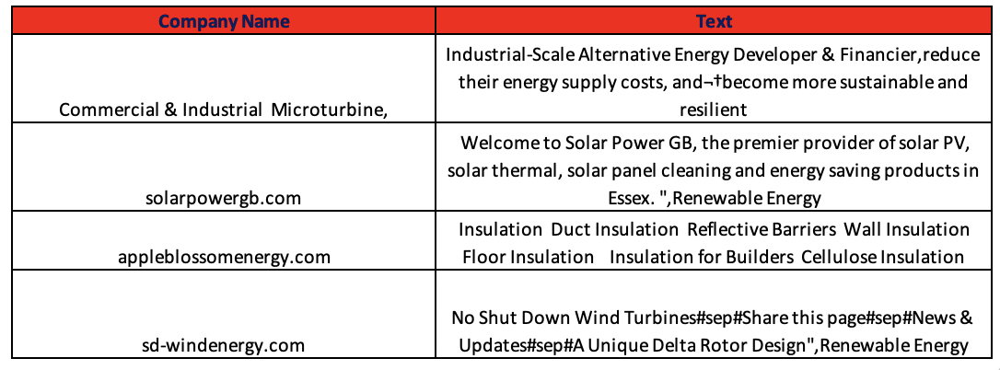 Company Name Text
Industrial-Scale Alternative Energy Developer & Financier,reduce
their energy supply costs, and¬†become more sustainable and
Commercial & Industrial  Microturbine, resilient
Welcome to Solar Power GB, the premier provider of solar PV,
solar thermal, solar panel cleaning and energy saving products in
solarpowergb.com Essex. ",Renewable Energy
Insulation  Duct Insulation  Reflective Barriers  Wall Insulation
appleblossomenergy.com Floor Insulation    Insulation for Builders  Cellulose Insulation
No Shut Down Wind Turbines#sep#Share this page#sep#News &
sd-windenergy.com Updates#sep#A Unique Delta Rotor Design",Renewable Energy